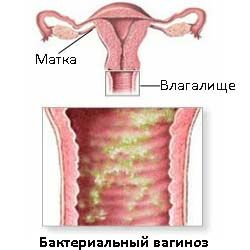 Матка
Влагалище
Бактериальный вагиноз